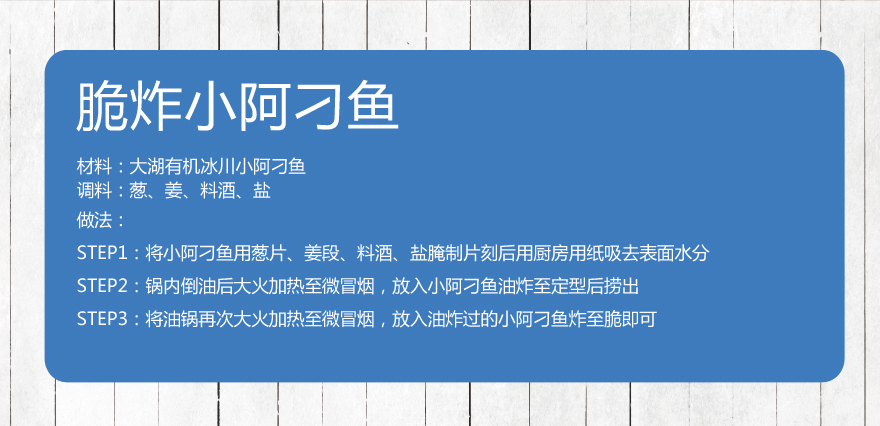 脆炸小阿刁鱼
材料：大湖有机冰川小阿刁鱼
调料：葱、姜、料酒、盐
做法：
STEP1：将小阿刁鱼用葱片、姜段、料酒、盐腌制片刻后用厨房用纸吸去表面水分
STEP2：锅内倒油后大火加热至微冒烟，放入小阿刁鱼油炸至定型后捞出
STEP3：将油锅再次大火加热至微冒烟，放入油炸过的小阿刁鱼炸至脆即可